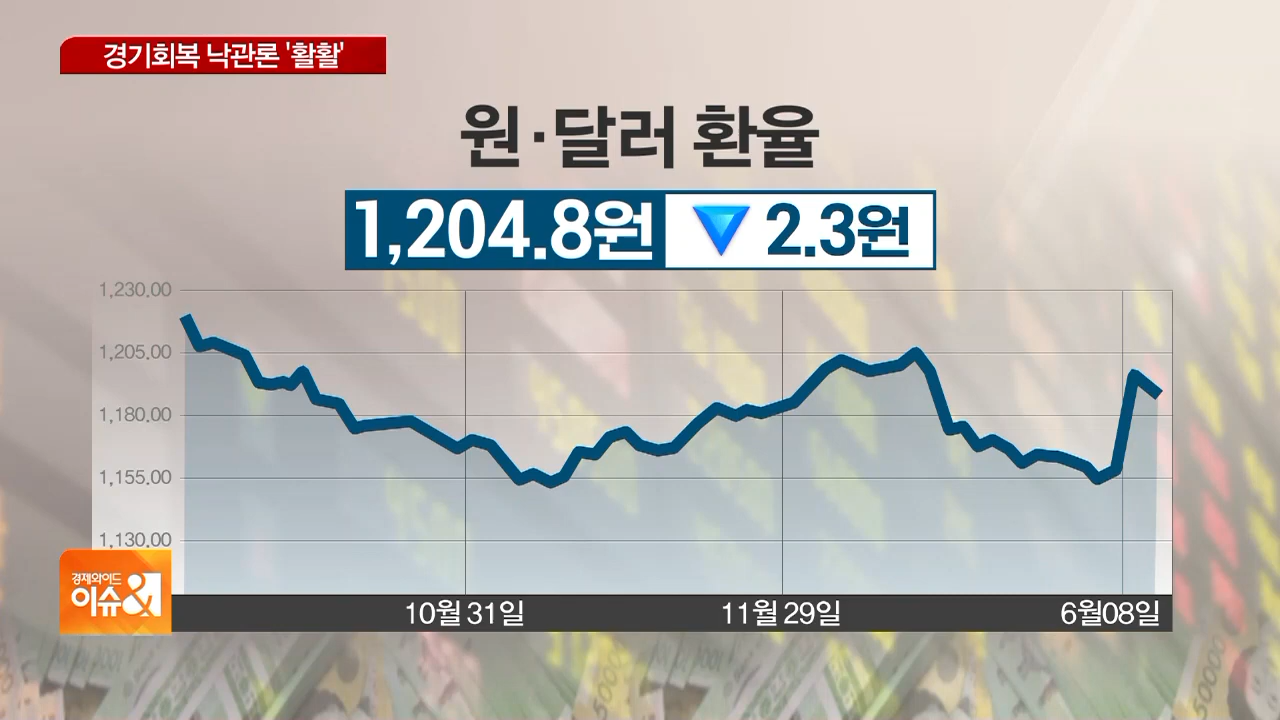 경기회복 낙관론 '활활'
원·달러 환율
1,204.8원 ▼ 2.3원
1,230.00
1,205.00
1,180.00
1,155.00
1,130.00
10월 31일 11월 29일 6월08일
경제와이드
이슈&
50000